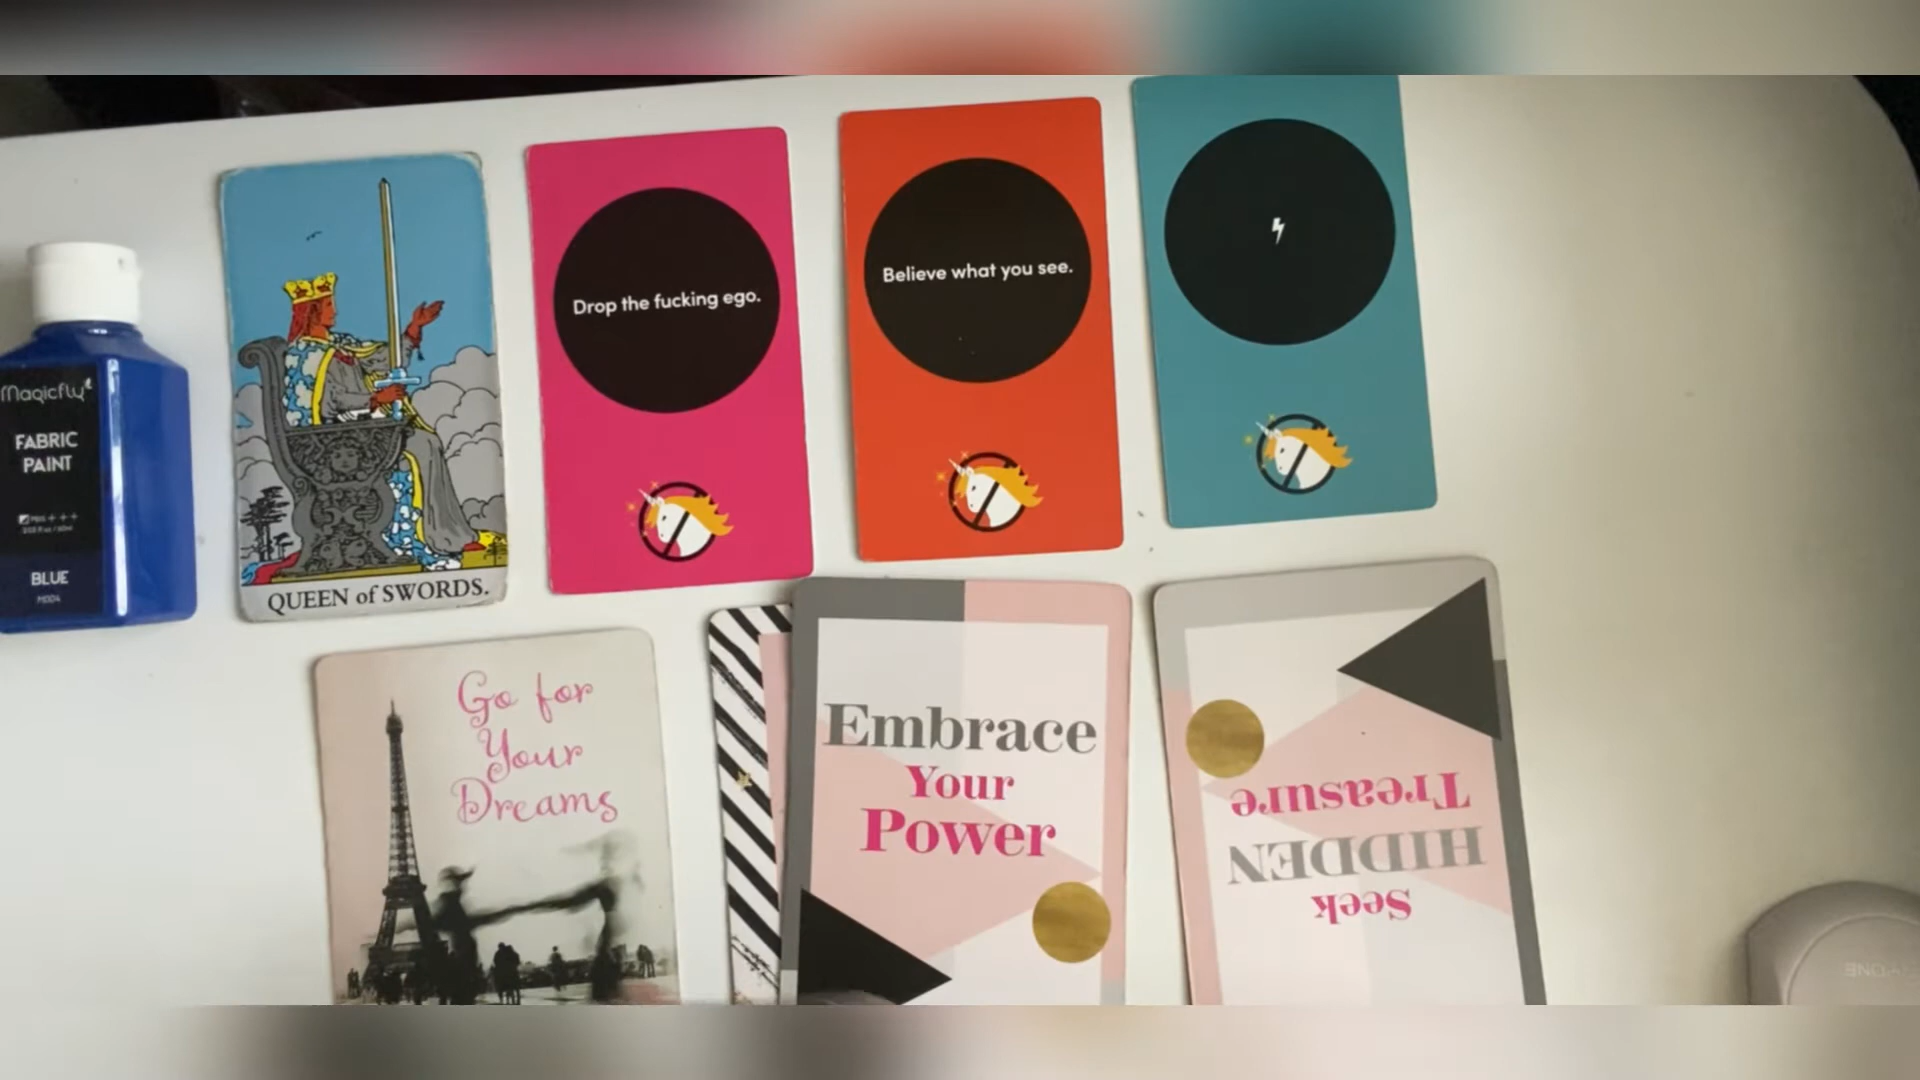 Magicfly
FABRIC
PAINT
BLUE
M004
QUEEN of SWORDS.
Drop the fucking ego.
Believe what you see.
Go for
Your
Dreams
Embrace
Your
Power
Seek
HIDDEN
Treasure